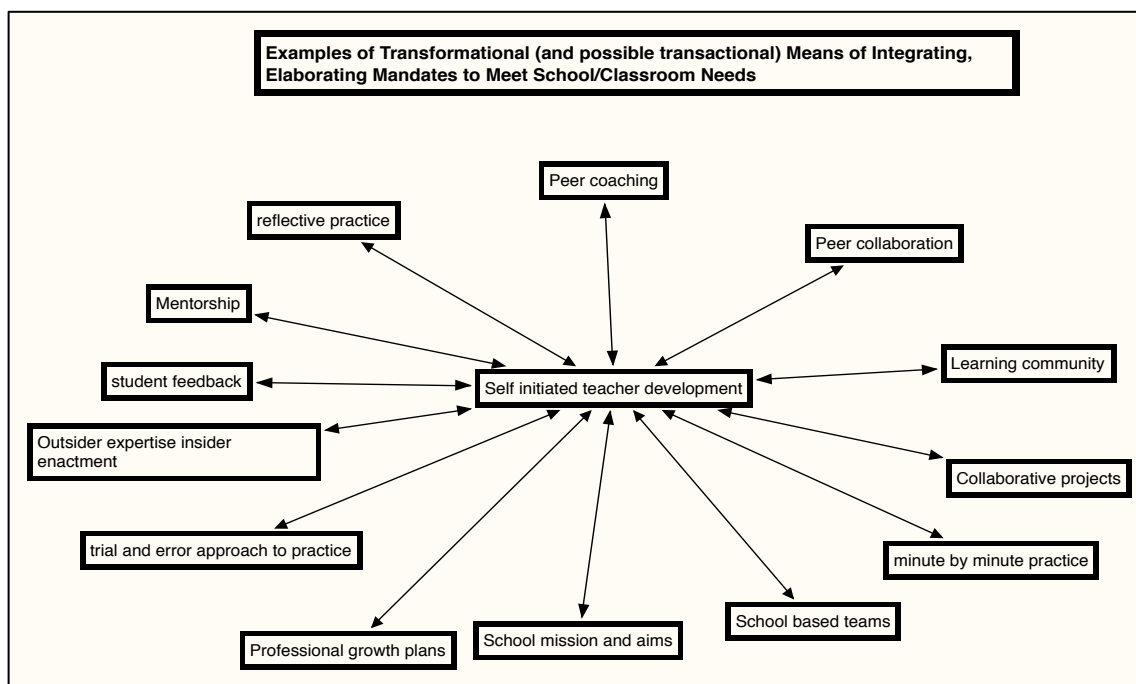 Examples of Transformational (and possible transactional) Means of Integrating,
Elaborating Mandates to Meet School/Classroom Needs
Peer coaching
reflective practice
Peer collaboration
Mentorship
Learning community
student feedback
Self initiated teacher development
Outsider expertise insider
enactment
Collaborative projects
trial and error approach to practice
minute by minute practice
School based teams
Professional growth plans
School mission and aims